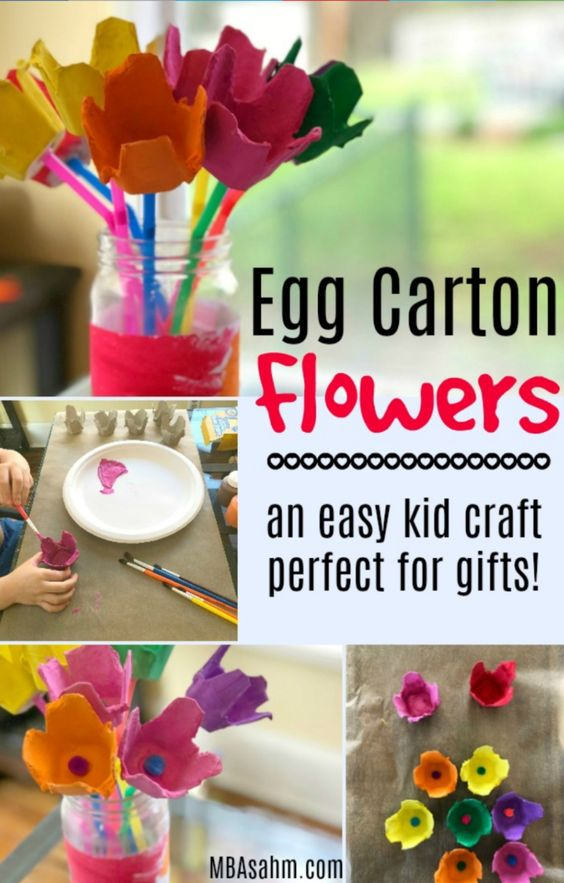 Egg Carton
Flowers
an easy kid craft
perfect for gifts!
MBAsahm.com